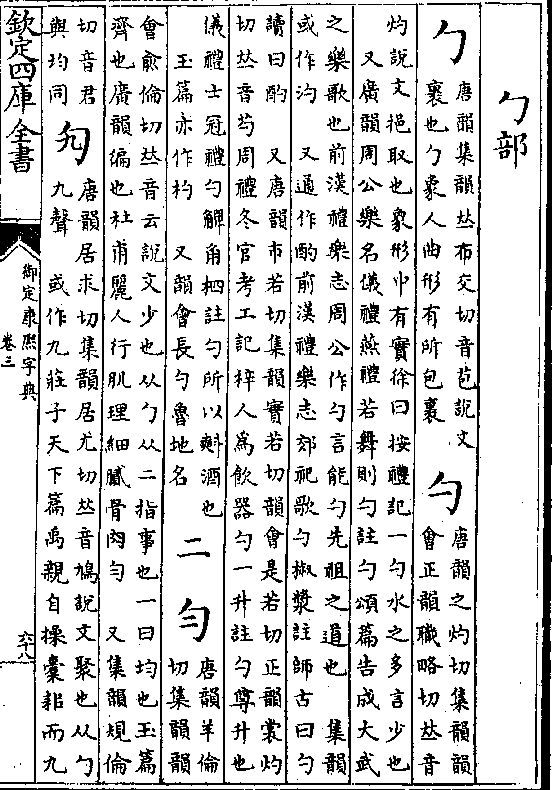 勹部
勹 唐韻集韻𠀤布交切音苞說文
裹也勹象人曲形有所包裹
勺 唐韻之灼切集韻韻
會正韻職略切𠀤音
灼說文挹取也象形中有實徐曰按禮記一勺水之多言少也
又廣韻周公樂名儀禮燕禮若舞則勺註勺頌篇告成大武
之樂歌也前漢禮樂志周公作勺言能勺先祖之道也 集韻
或作汋 又通作酌前漢禮樂志郊祀歌勺椒漿註師古曰勺
讀曰酌 又唐韻市若切集韻實若切韻會是若切正韻裳灼
切𠀤音芍周禮冬官考工記梓人爲飮器勺一升註勺尊升也
儀禮士冠禮勺觶角柶註勺所以㪺酒也
玉篇亦作杓 又韻會長勺魯地名
二
勻 唐韻羊倫
切集韻韻
會俞倫切𠀤音云說文少也从勹从二指事也一曰均也玉篇
齊也廣韻徧也杜甫麗人行肌理細膩骨肉勻 又集韻規倫
切音君
與均同
勼 唐韻居求切集韻居尤切𠀤音鳩說文聚也从勹
九聲 或作九莊子天下篇禹親自操橐耜而九
欽定四庫全書
御定康熙字典
卷三
六十八